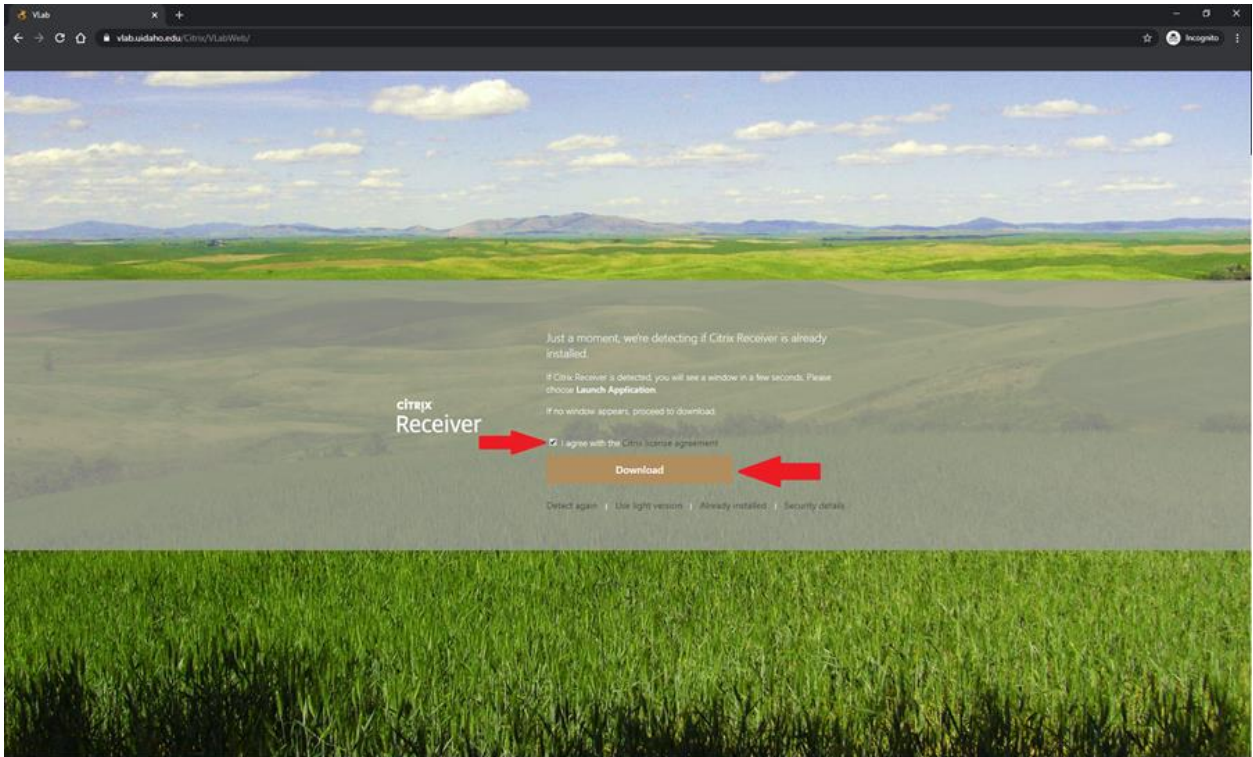 VLab
vlab.uidaho.edu/Citrix/VLabWeb/
Incognito
Just a moment, we're detecting if Citrix Receiver is already
installed.
If Citrix Receiver is detected, you will see a window in a few seconds. Please
choose Launch Application.
If no window appears, proceed to download.
CITRIX
Receiver
I agree with the Citrix license agreement
Download
Detect again | Use light version | Already installed | Security details